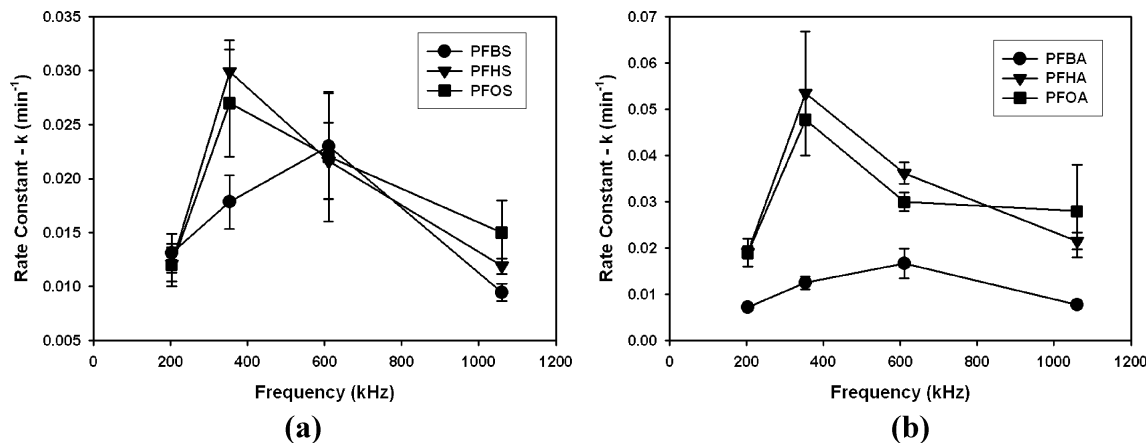 0.035
0.030
0.025
0.020
0.015
0.010
0.005
0
200
400
600
800
1000
1200
Rate Constant - k (min⁻¹)
Frequency (kHz)
PFBS
PFHS
PFOS
(a)
0.07
0.06
0.05
0.04
0.03
0.02
0.01
0.00
0
200
400
600
800
1000
1200
Rate Constant - k (min⁻¹)
Frequency (kHz)
PFBA
PFHA
PFOA
(b)